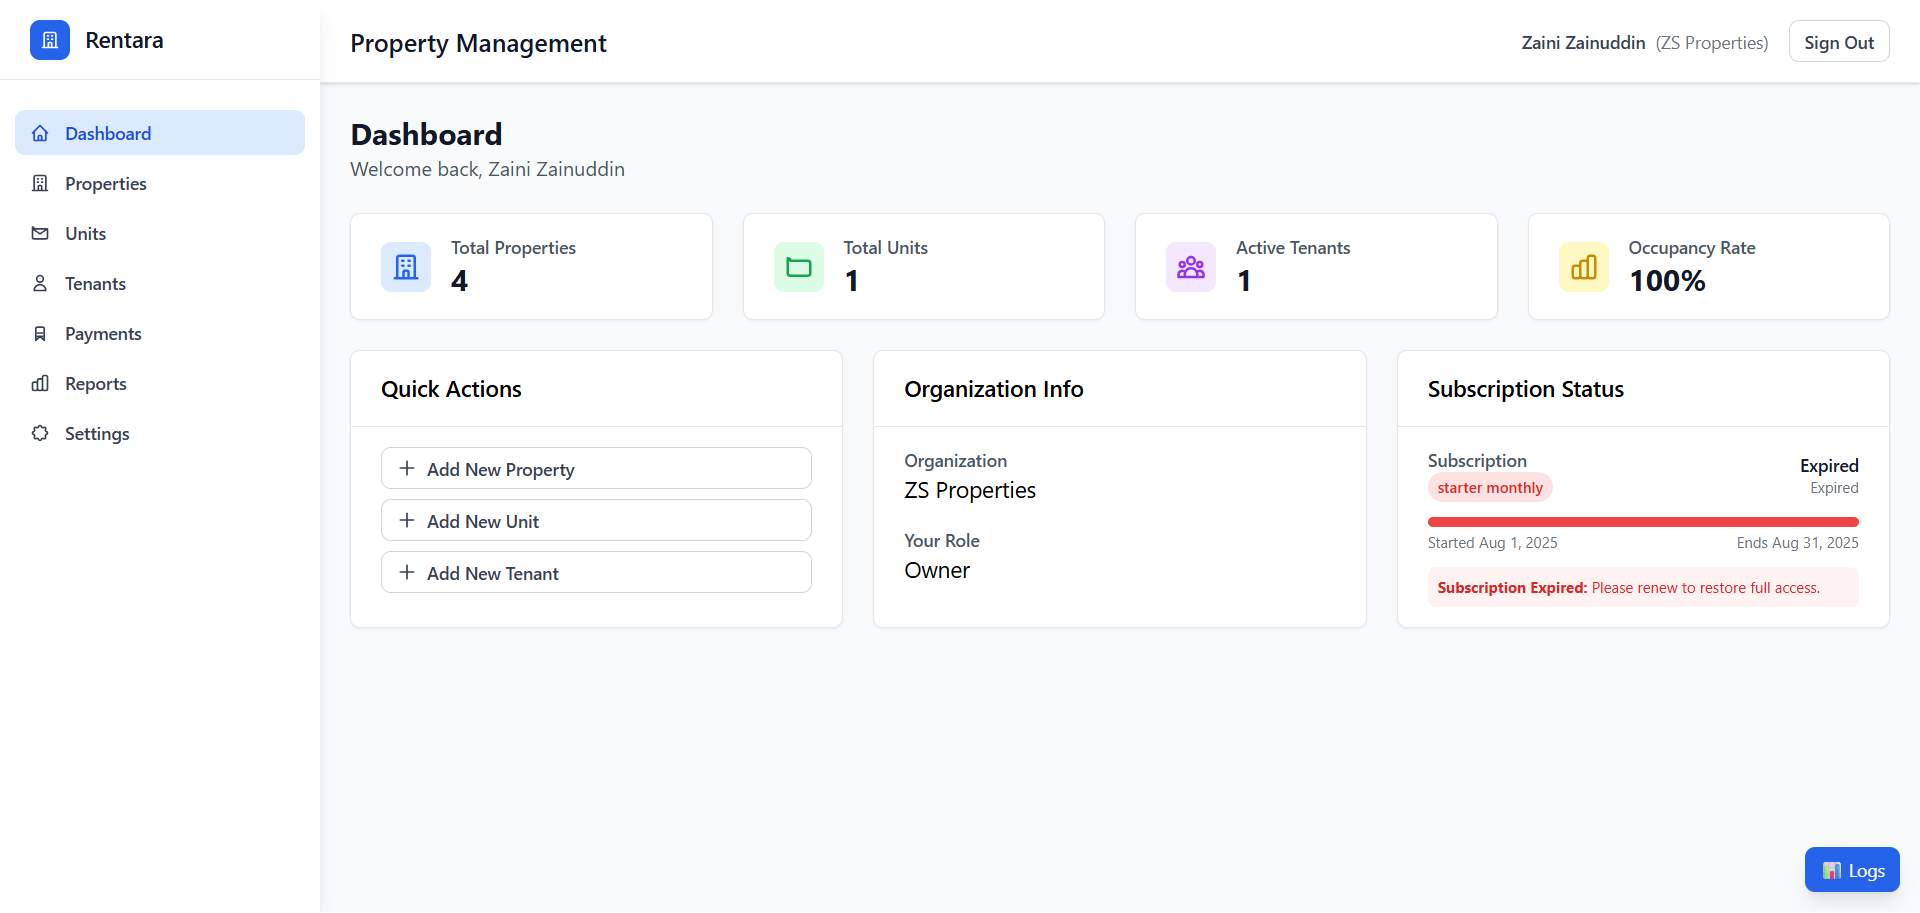 Rentara
Property Management
Zaini Zainuddin (ZS Properties)
Sign Out
Dashboard
Properties
Units
Tenants
Payments
Reports
Settings
Dashboard
Welcome back, Zaini Zainuddin
Total Properties
4
Total Units
1
Active Tenants
1
Occupancy Rate
100%
Quick Actions
Add New Property
Add New Unit
Add New Tenant
Organization Info
Organization
ZS Properties
Your Role
Owner
Subscription Status
Subscription
starter monthly
Expired
Expired
Started Aug 1, 2025
Ends Aug 31, 2025
Subscription Expired: Please renew to restore full access.
Logs